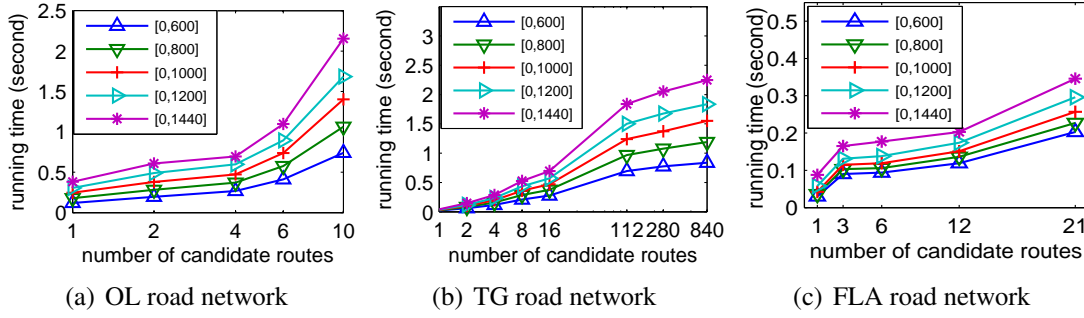 running time (second)
2.5
2
1.5
1
0.5
0
[0,600]
[0,800]
[0,1000]
[0,1200]
[0,1440]
1 2 4 6 10
number of candidate routes
(a) OL road network
running time (second)
3
2.5
2
1.5
1
0.5
0
[0,600]
[0,800]
[0,1000]
[0,1200]
[0,1440]
1 2 4 8 16 112 280 840
number of candidate routes
(b) TG road network
running time (second)
0.5
0.4
0.3
0.2
0.1
0
[0,600]
[0,800]
[0,1000]
[0,1200]
[0,1440]
1 3 6 12 21
number of candidate routes
(c) FLA road network